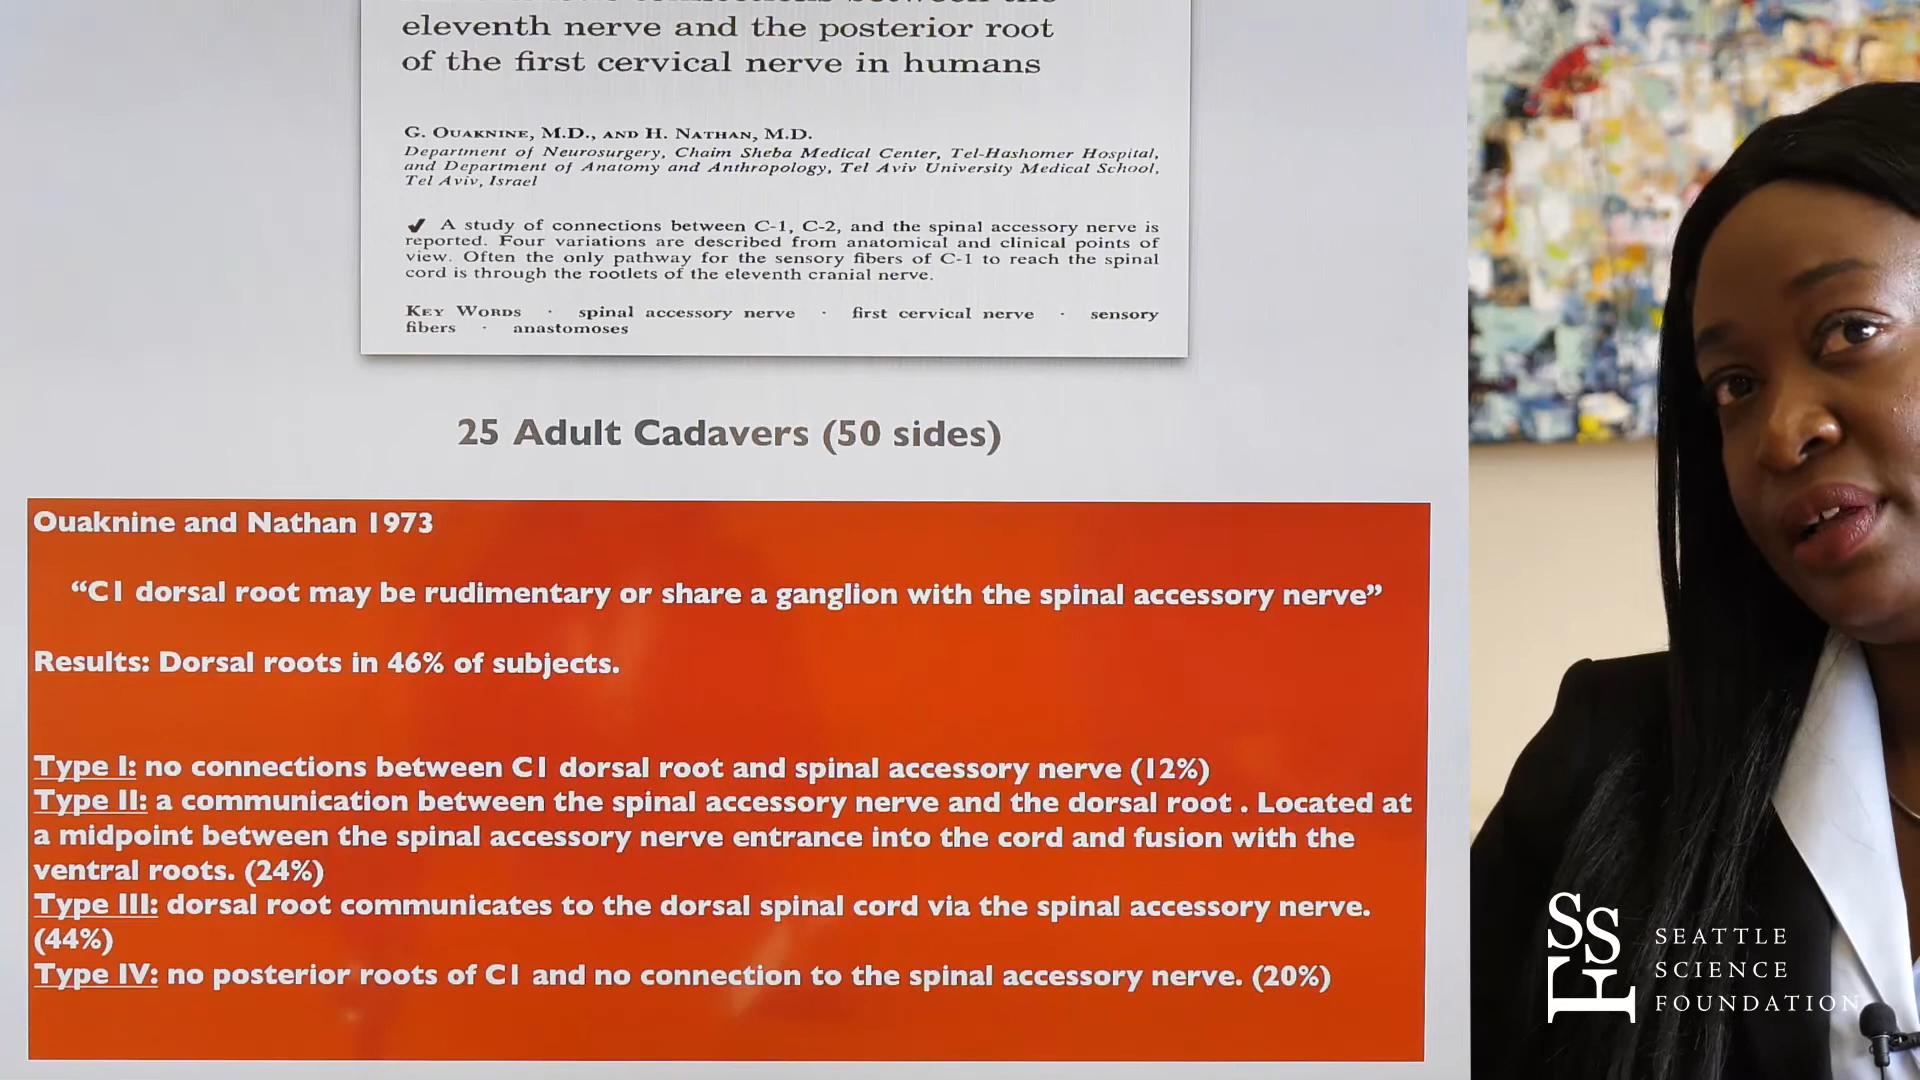 eleventh nerve and the posterior root
of the first cervical nerve in humans
G. Ouaknine, M.D., and H. Nathan, M.D.
Department of Neurosurgery, Chaim Sheba Medical Center, Tel-Hashomer Hospital,
and Department of Anatomy and Anthropology, Tel Aviv University Medical School,
Tel Aviv, Israel
✓ A study of connections between C-1, C-2, and the spinal accessory nerve is
reported. Four variations are described from anatomical and clinical points of
view. Often the only pathway for the sensory fibers of C-1 to reach the spinal
cord is through the rootlets of the eleventh cranial nerve.
Key Words · spinal accessory nerve · first cervical nerve · sensory
fibers · anastomoses
25 Adult Cadavers (50 sides)
Ouaknine and Nathan 1973
“C1 dorsal root may be rudimentary or share a ganglion with the spinal accessory nerve”
Results: Dorsal roots in 46% of subjects.
Type I: no connections between C1 dorsal root and spinal accessory nerve (12%)
Type II: a communication between the spinal accessory nerve and the dorsal root . Located at
a midpoint between the spinal accessory nerve entrance into the cord and fusion with the
ventral roots. (24%)
Type III: dorsal root communicates to the dorsal spinal cord via the spinal accessory nerve.
(44%)
Type IV: no posterior roots of C1 and no connection to the spinal accessory nerve. (20%)
SSF
SEATTLE
SCIENCE
FOUNDATION